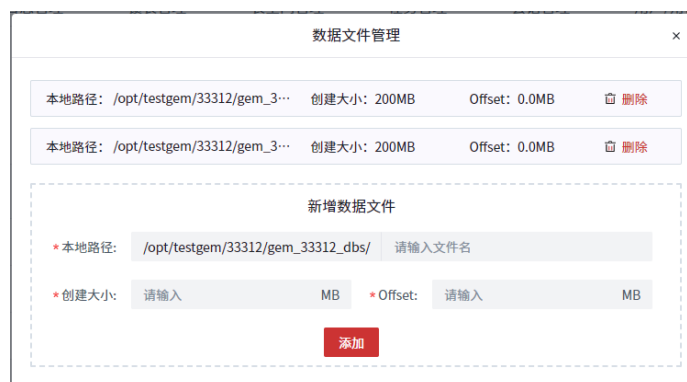 数据文件管理 ×
本地路径： /opt/testgem/33312/gem_3… 创建大小：200MB Offset：0.0MB 删除
本地路径： /opt/testgem/33312/gem_3… 创建大小：200MB Offset：0.0MB 删除
新增数据文件
*本地路径: /opt/testgem/33312/gem_33312_dbs/ 请输入文件名
*创建大小: 请输入 MB *Offset: 请输入 MB
添加